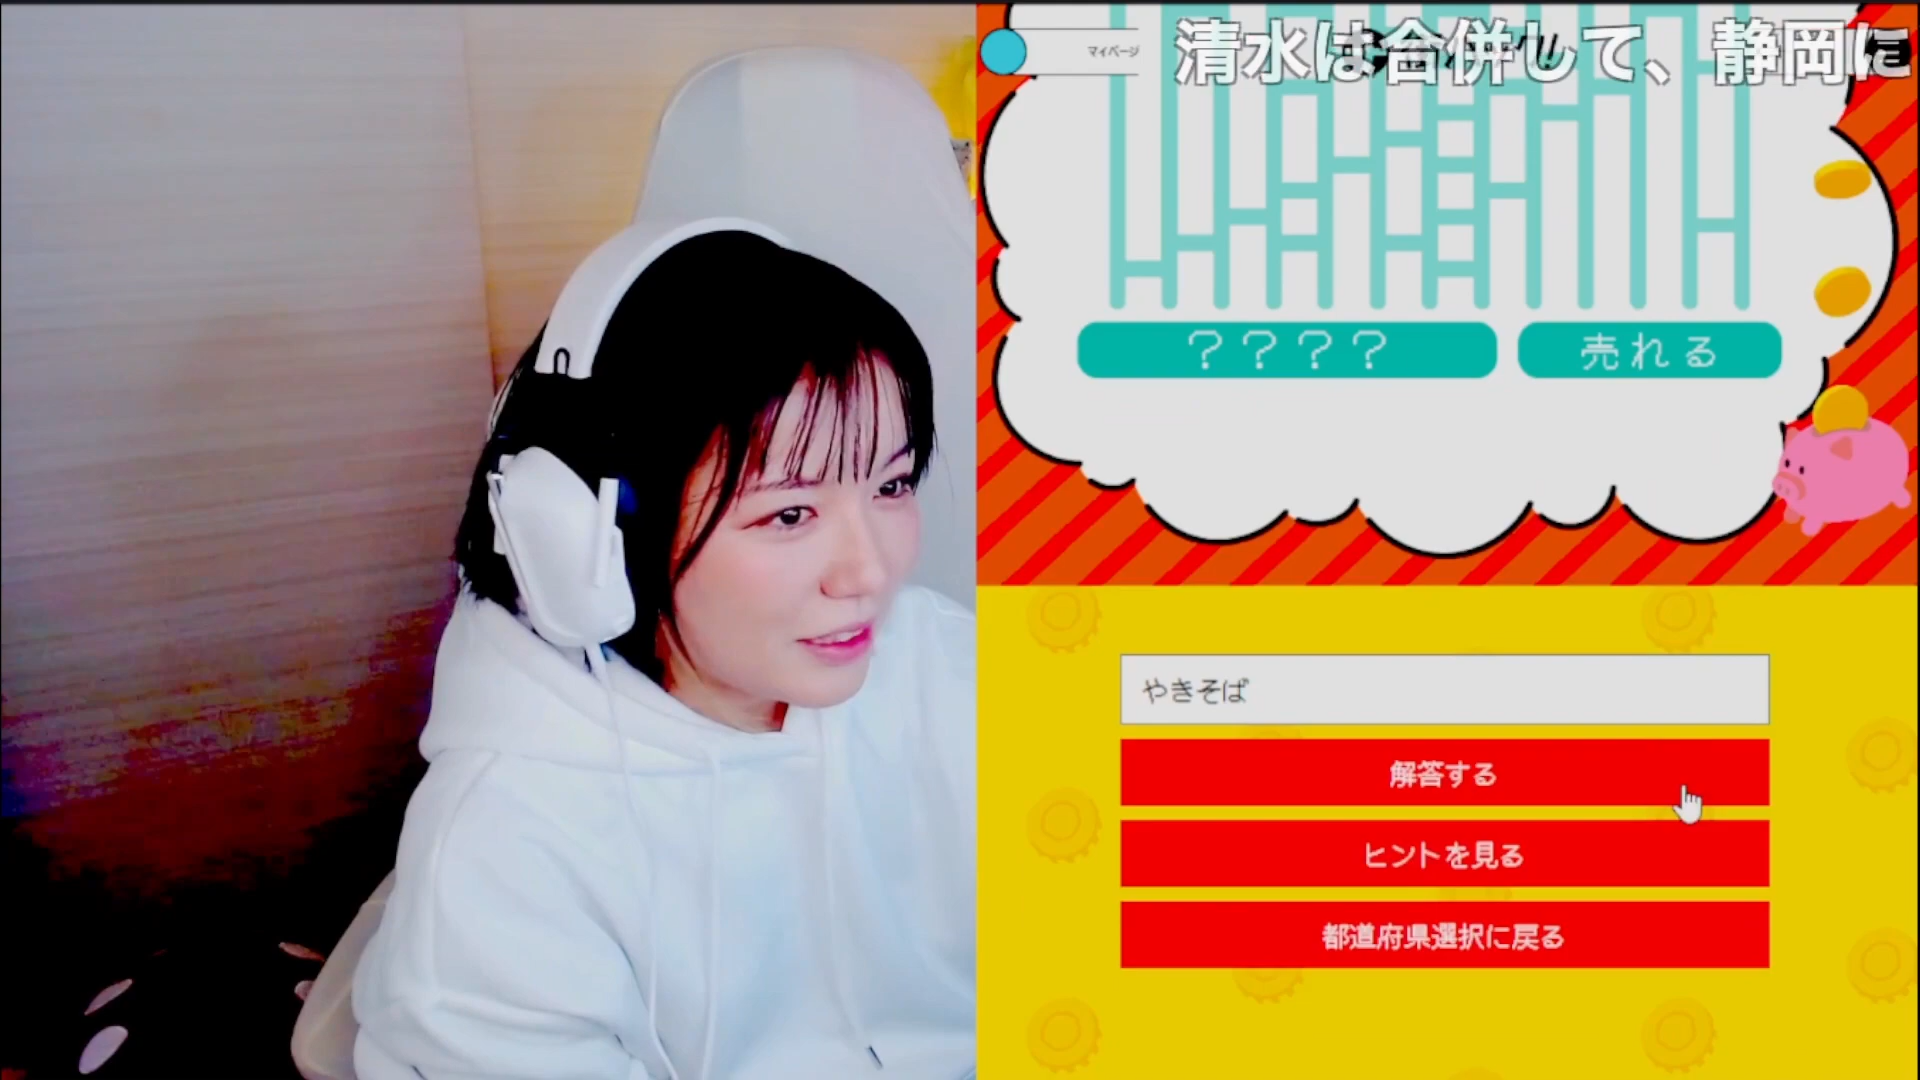 マイページ
清水は合併して、静岡に
？？？？
売れる
やきそば
解答する
ヒントを見る
都道府県選択に戻る